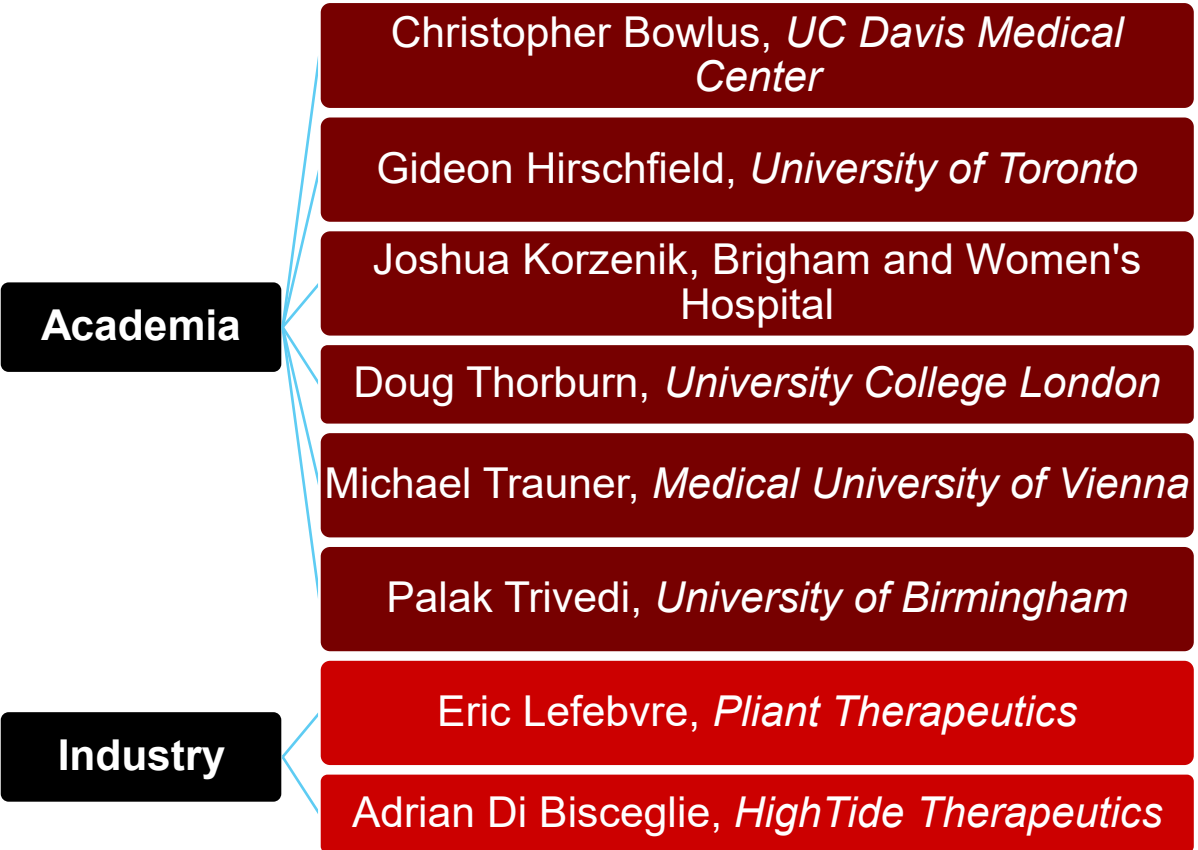 Academia
Christopher Bowlus, UC Davis Medical
Center
Gideon Hirschfield, University of Toronto
Joshua Korzenik, Brigham and Women's
Hospital
Doug Thorburn, University College London
Michael Trauner, Medical University of Vienna
Palak Trivedi, University of Birmingham
Industry
Eric Lefebvre, Pliant Therapeutics
Adrian Di Bisceglie, HighTide Therapeutics